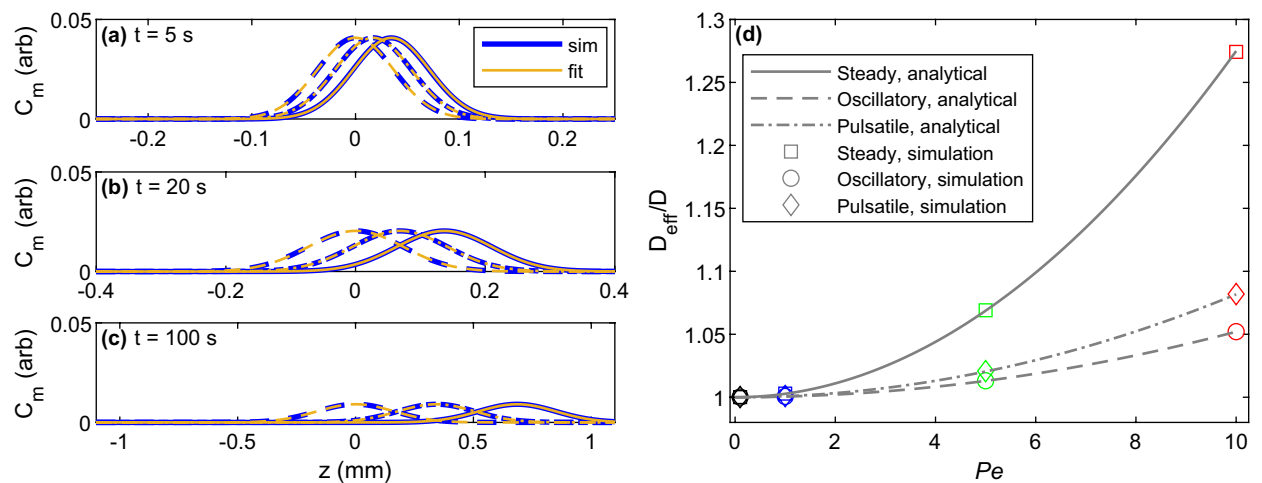 0.05
(a) t = 5 s
C_m (arb)
sim
fit
0
-0.2 -0.1 0 0.1 0.2
0.05
(b) t = 20 s
C_m (arb)
0
-0.4 -0.2 0 0.2 0.4
0.05
(c) t = 100 s
C_m (arb)
0
-1 -0.5 0 0.5 1
z (mm)
(d)
1.3
1.25
1.2
1.15
1.1
1.05
1
D_eff/D
Steady, analytical
Oscillatory, analytical
Pulsatile, analytical
Steady, simulation
Oscillatory, simulation
Pulsatile, simulation
0 2 4 6 8 10
Pe